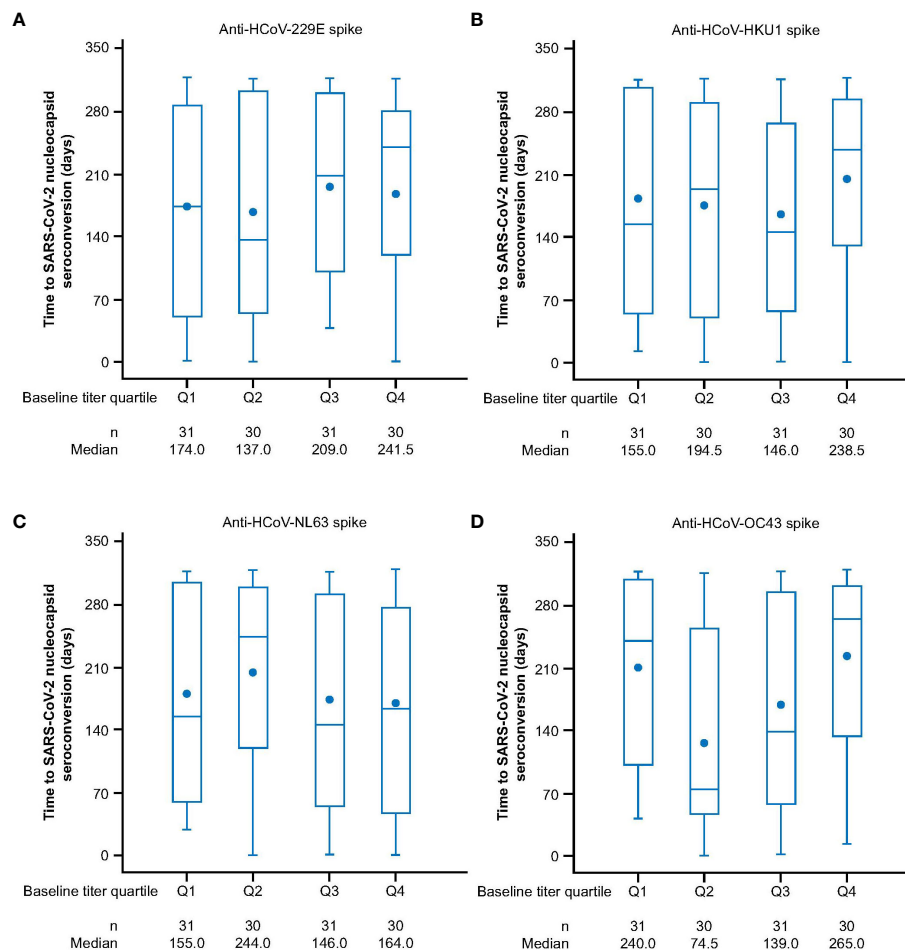 A
Anti-HCoV-229E spike
Time to SARS-CoV-2 nucleocapsid
seroconversion (days)
350
280
210
140
70
0
Baseline titer quartile Q1 Q2 Q3 Q4
n 31 30 31 30
Median 174.0 137.0 209.0 241.5
B
Anti-HCoV-HKU1 spike
Time to SARS-CoV-2 nucleocapsid
seroconversion (days)
350
280
210
140
70
0
Baseline titer quartile Q1 Q2 Q3 Q4
n 31 30 31 30
Median 155.0 194.5 146.0 238.5
C
Anti-HCoV-NL63 spike
Time to SARS-CoV-2 nucleocapsid
seroconversion (days)
350
280
210
140
70
0
Baseline titer quartile Q1 Q2 Q3 Q4
n 31 30 31 30
Median 155.0 244.0 146.0 164.0
D
Anti-HCoV-OC43 spike
Time to SARS-CoV-2 nucleocapsid
seroconversion (days)
350
280
210
140
70
0
Baseline titer quartile Q1 Q2 Q3 Q4
n 31 30 31 30
Median 240.0 74.5 139.0 265.0